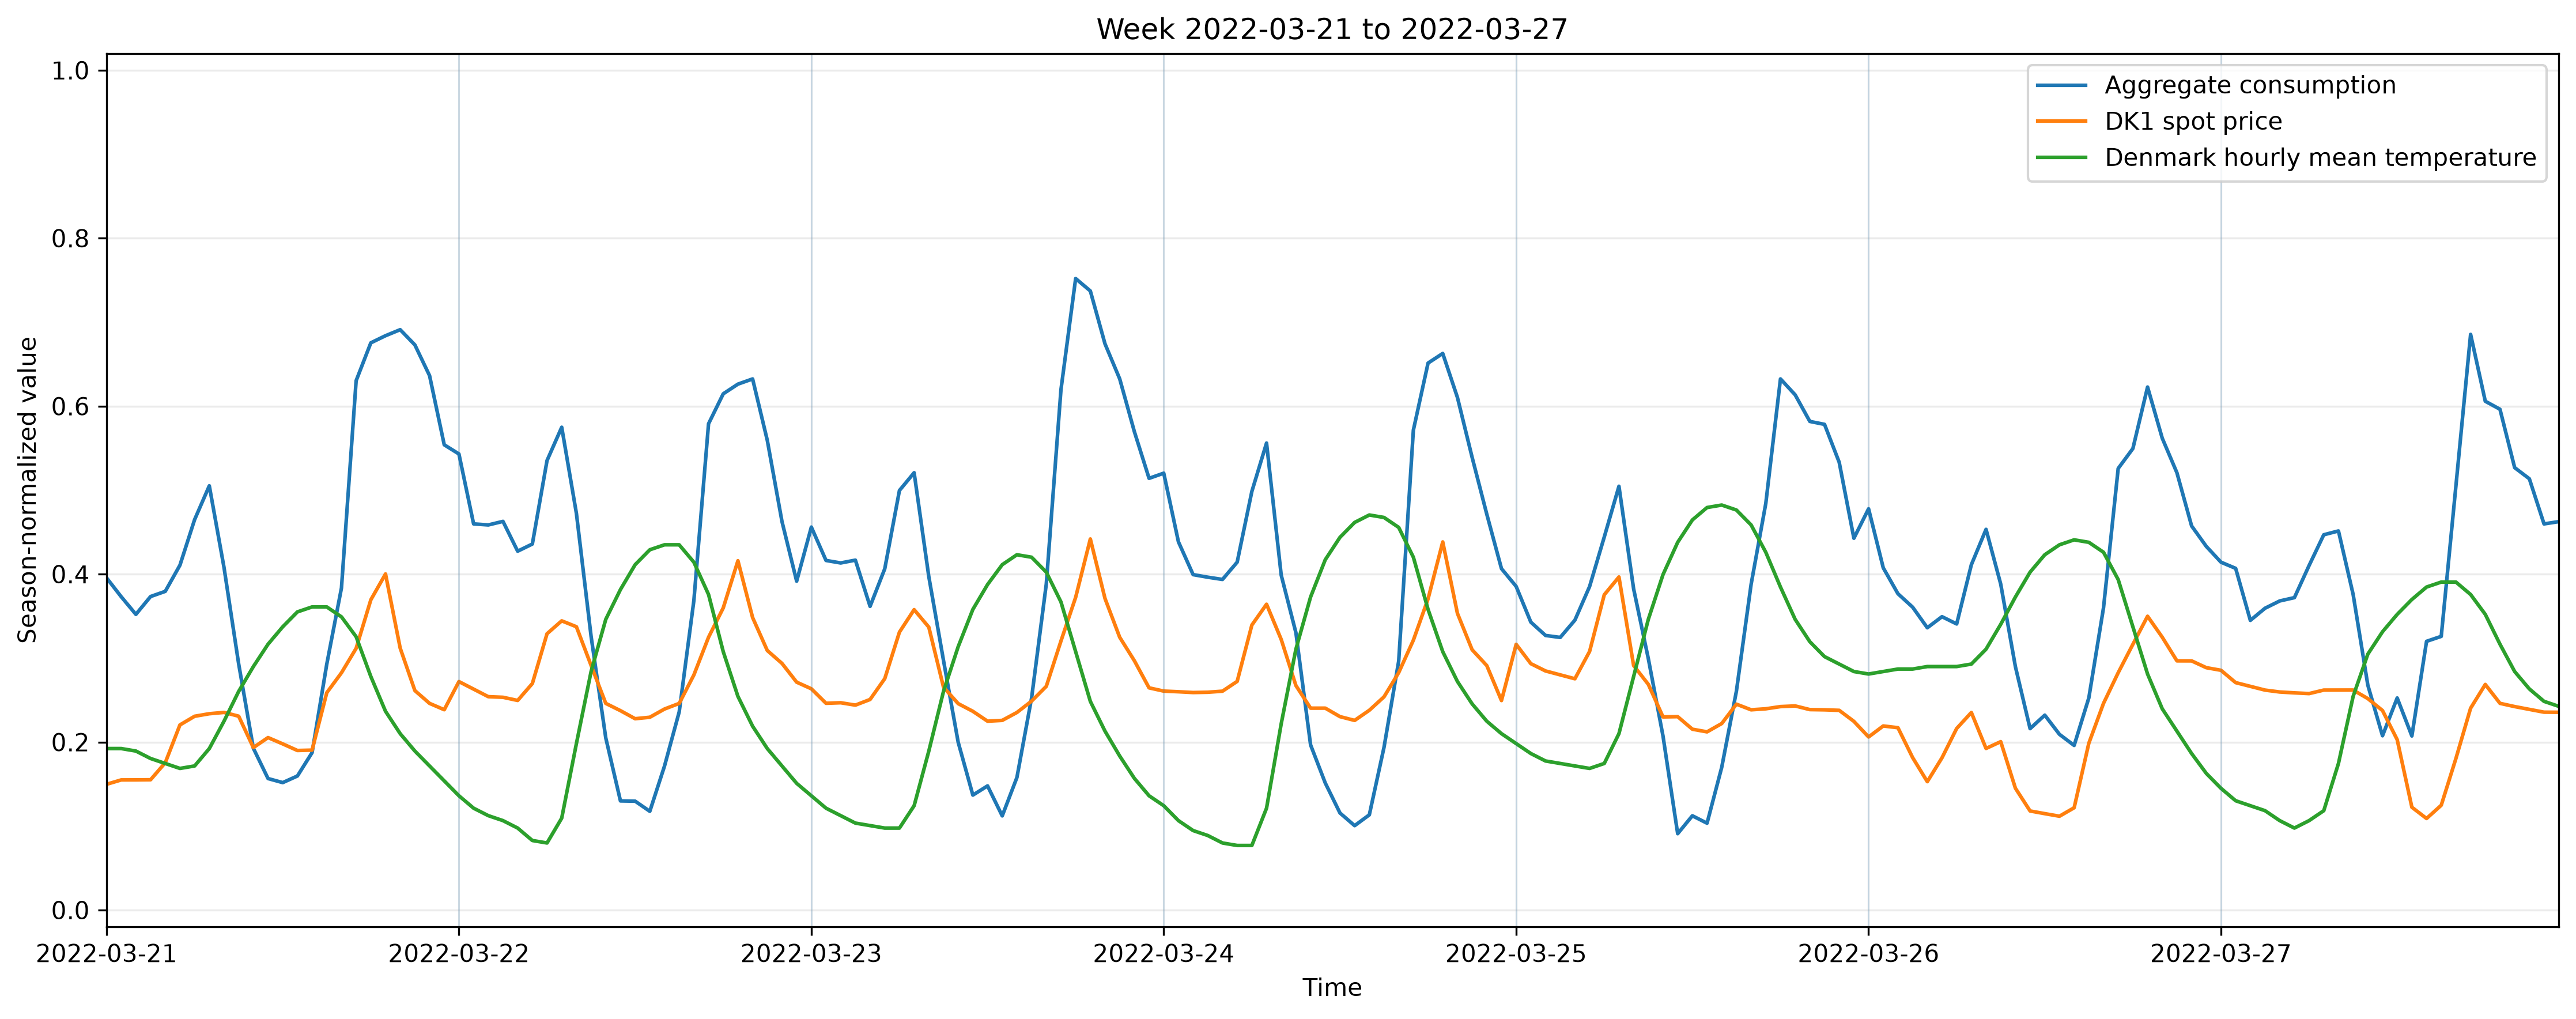 Week 2022-03-21 to 2022-03-27
Aggregate consumption
DK1 spot price
Denmark hourly mean temperature
Season-normalized value
1.0
0.8
0.6
0.4
0.2
0.0
2022-03-21 2022-03-22 2022-03-23 2022-03-24 2022-03-25 2022-03-26 2022-03-27
Time